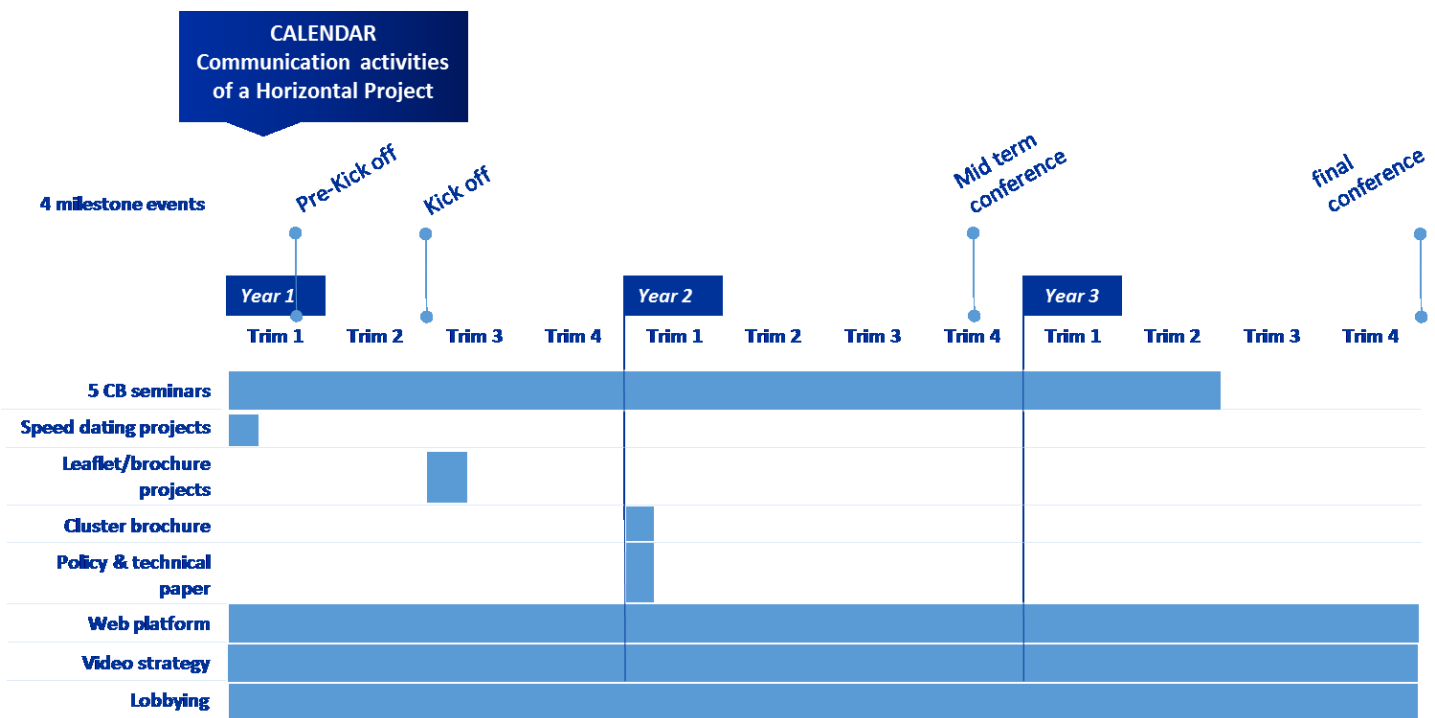 CALENDAR
Communication activities
of a Horizontal Project
4 milestone events
Pre-Kick off
Kick off
Mid term
conference
final
conference
Year 1
Year 2
Year 3
Trim 1 Trim 2 Trim 3 Trim 4 Trim 1 Trim 2 Trim 3 Trim 4 Trim 1 Trim 2 Trim 3 Trim 4
5 CB seminars
Speed dating projects
Leaflet/brochure
projects
Cluster brochure
Policy & technical
paper
Web platform
Video strategy
Lobbying